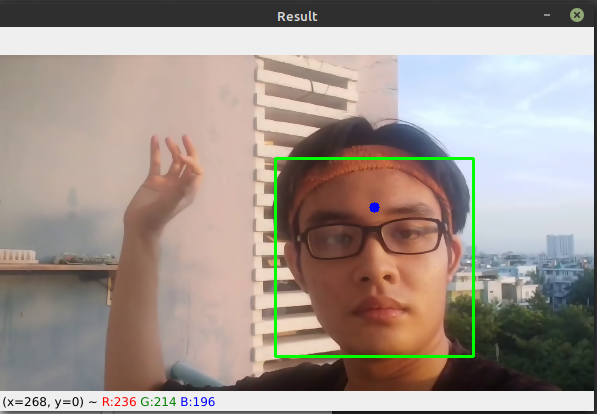 Result
(x=268, y=0) ~ R:236 G:214 B:196